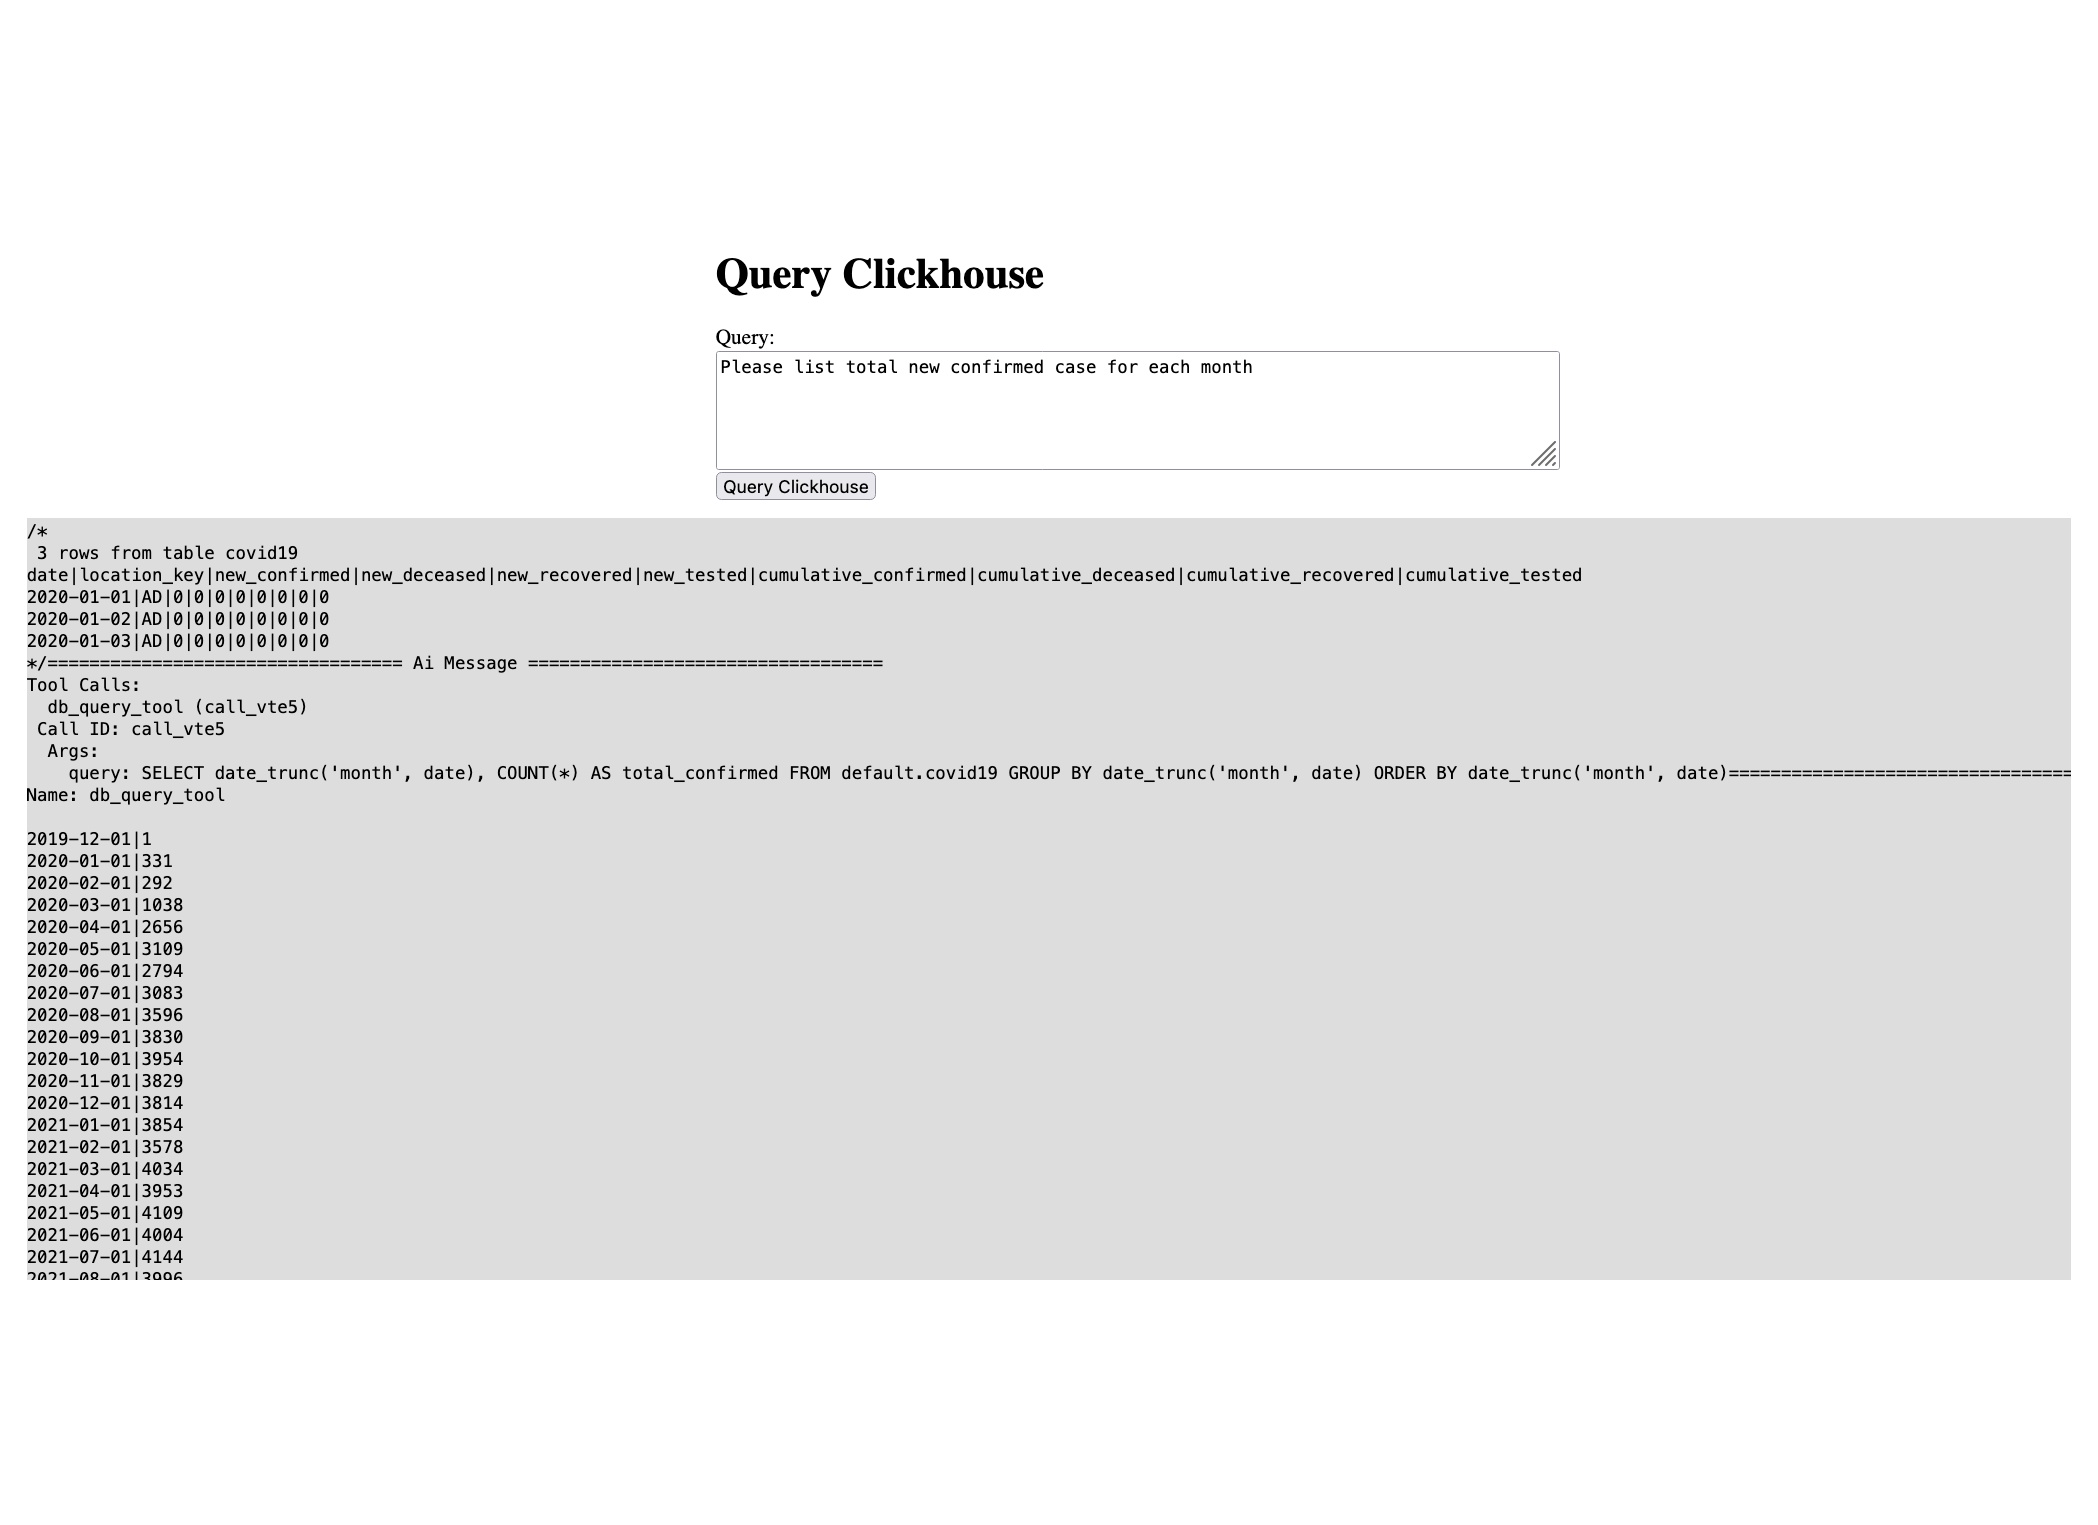 Query Clickhouse
Query:
Please list total new confirmed case for each month
Query Clickhouse
/*
 3 rows from table covid19
date|location_key|new_confirmed|new_deceased|new_recovered|new_tested|cumulative_confirmed|cumulative_deceased|cumulative_recovered|cumulative_tested
2020-01-01|AD|0|0|0|0|0|0|0|0
2020-01-02|AD|0|0|0|0|0|0|0|0
2020-01-03|AD|0|0|0|0|0|0|0|0
*/================================== Ai Message ==================================
Tool Calls:
  db_query_tool (call_vte5)
 Call ID: call_vte5
  Args:
    query: SELECT date_trunc('month', date), COUNT(*) AS total_confirmed FROM default.covid19 GROUP BY date_trunc('month', date) ORDER BY date_trunc('month', date)=================================
Name: db_query_tool

2019-12-01|1
2020-01-01|331
2020-02-01|292
2020-03-01|1038
2020-04-01|2656
2020-05-01|3109
2020-06-01|2794
2020-07-01|3083
2020-08-01|3596
2020-09-01|3830
2020-10-01|3954
2020-11-01|3829
2020-12-01|3814
2021-01-01|3854
2021-02-01|3578
2021-03-01|4034
2021-04-01|3953
2021-05-01|4109
2021-06-01|4004
2021-07-01|4144
2021-08-01|3996